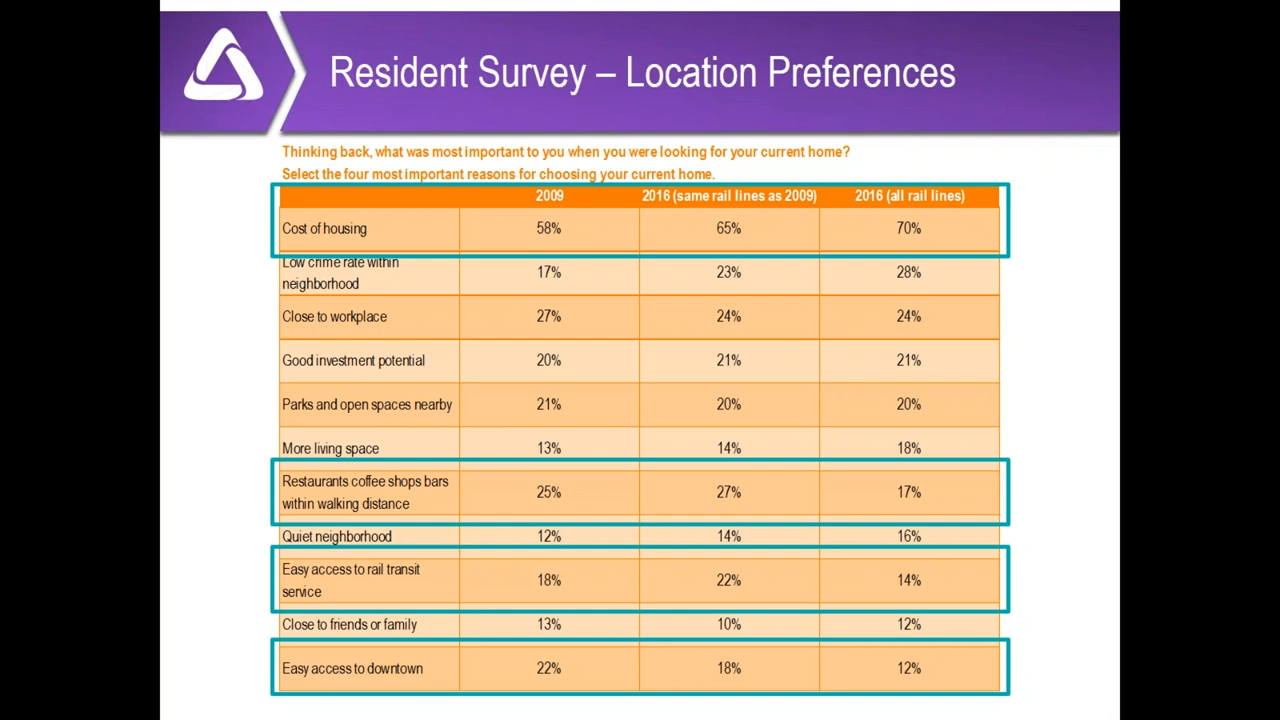 Resident Survey – Location Preferences
Thinking back, what was most important to you when you were looking for your current home?
Select the four most important reasons for choosing your current home.
2009 2016 (same rail lines as 2009) 2016 (all rail lines)
Cost of housing 58% 65% 70%
Low crime rate within
neighborhood 17% 23% 28%
Close to workplace 27% 24% 24%
Good investment potential 20% 21% 21%
Parks and open spaces nearby 21% 20% 20%
More living space 13% 14% 18%
Restaurants coffee shops bars
within walking distance 25% 27% 17%
Quiet neighborhood 12% 14% 16%
Easy access to rail transit
service 18% 22% 14%
Close to friends or family 13% 10% 12%
Easy access to downtown 22% 18% 12%